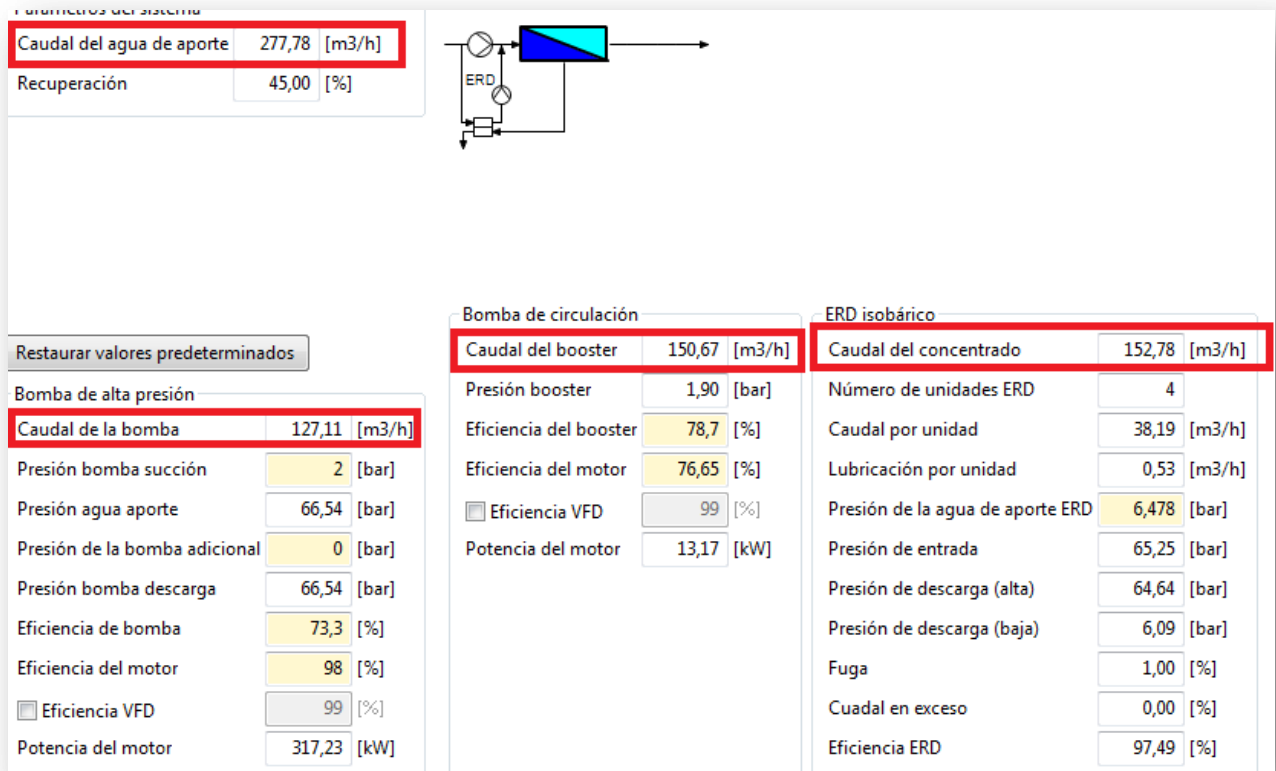 Parámetros del sistema
Caudal del agua de aporte 277,78 [m3/h]
Recuperación 45,00 [%]
ERD
Restaurar valores predeterminados
Bomba de alta presión
Caudal de la bomba 127,11 [m3/h]
Presión bomba succión 2 [bar]
Presión agua aporte 66,54 [bar]
Presión de la bomba adicional 0 [bar]
Presión bomba descarga 66,54 [bar]
Eficiencia de bomba 73,3 [%]
Eficiencia del motor 98 [%]
Eficiencia VFD 99 [%]
Potencia del motor 317,23 [kW]
Bomba de circulación
Caudal del booster 150,67 [m3/h]
Presión booster 1,90 [bar]
Eficiencia del booster 78,7 [%]
Eficiencia del motor 76,65 [%]
Eficiencia VFD 99 [%]
Potencia del motor 13,17 [kW]
ERD isobárico
Caudal del concentrado 152,78 [m3/h]
Número de unidades ERD 4
Caudal por unidad 38,19 [m3/h]
Lubricación por unidad 0,53 [m3/h]
Presión de la agua de aporte ERD 6,478 [bar]
Presión de entrada 65,25 [bar]
Presión de descarga (alta) 64,64 [bar]
Presión de descarga (baja) 6,09 [bar]
Fuga 1,00 [%]
Cuadal en exceso 0,00 [%]
Eficiencia ERD 97,49 [%]